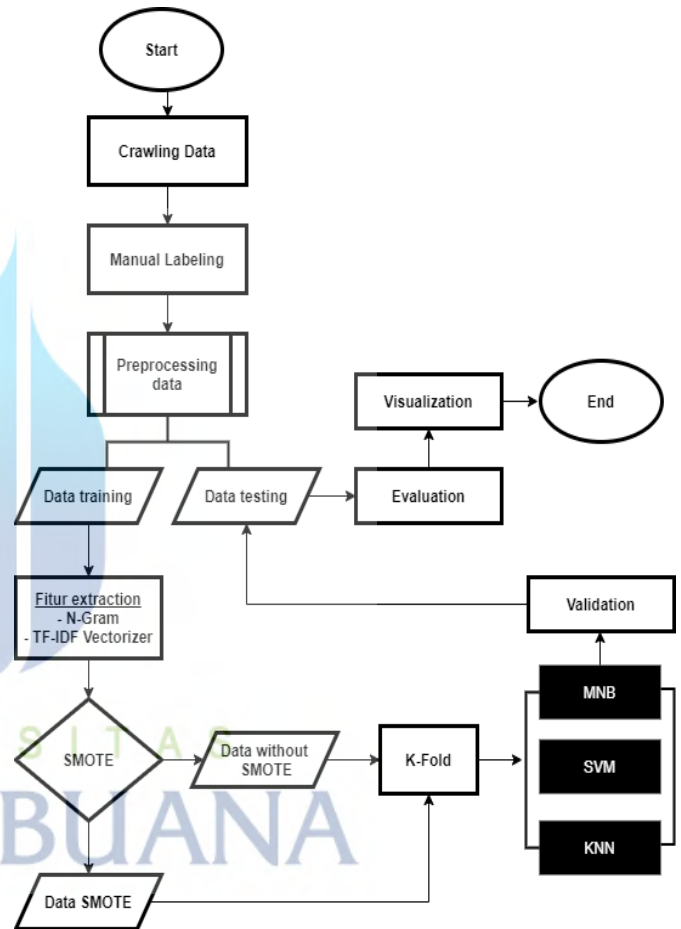 Start
Crawling Data
Manual Labeling
Preprocessing
data
Visualization
End
Data training
Data testing
Evaluation
Fitur extraction
- N-Gram
- TF-IDF Vectorizer
Validation
MNB
SITAS
SMOTE
Data without
SMOTE
K-Fold
SVM
BUANA
KNN
Data SMOTE